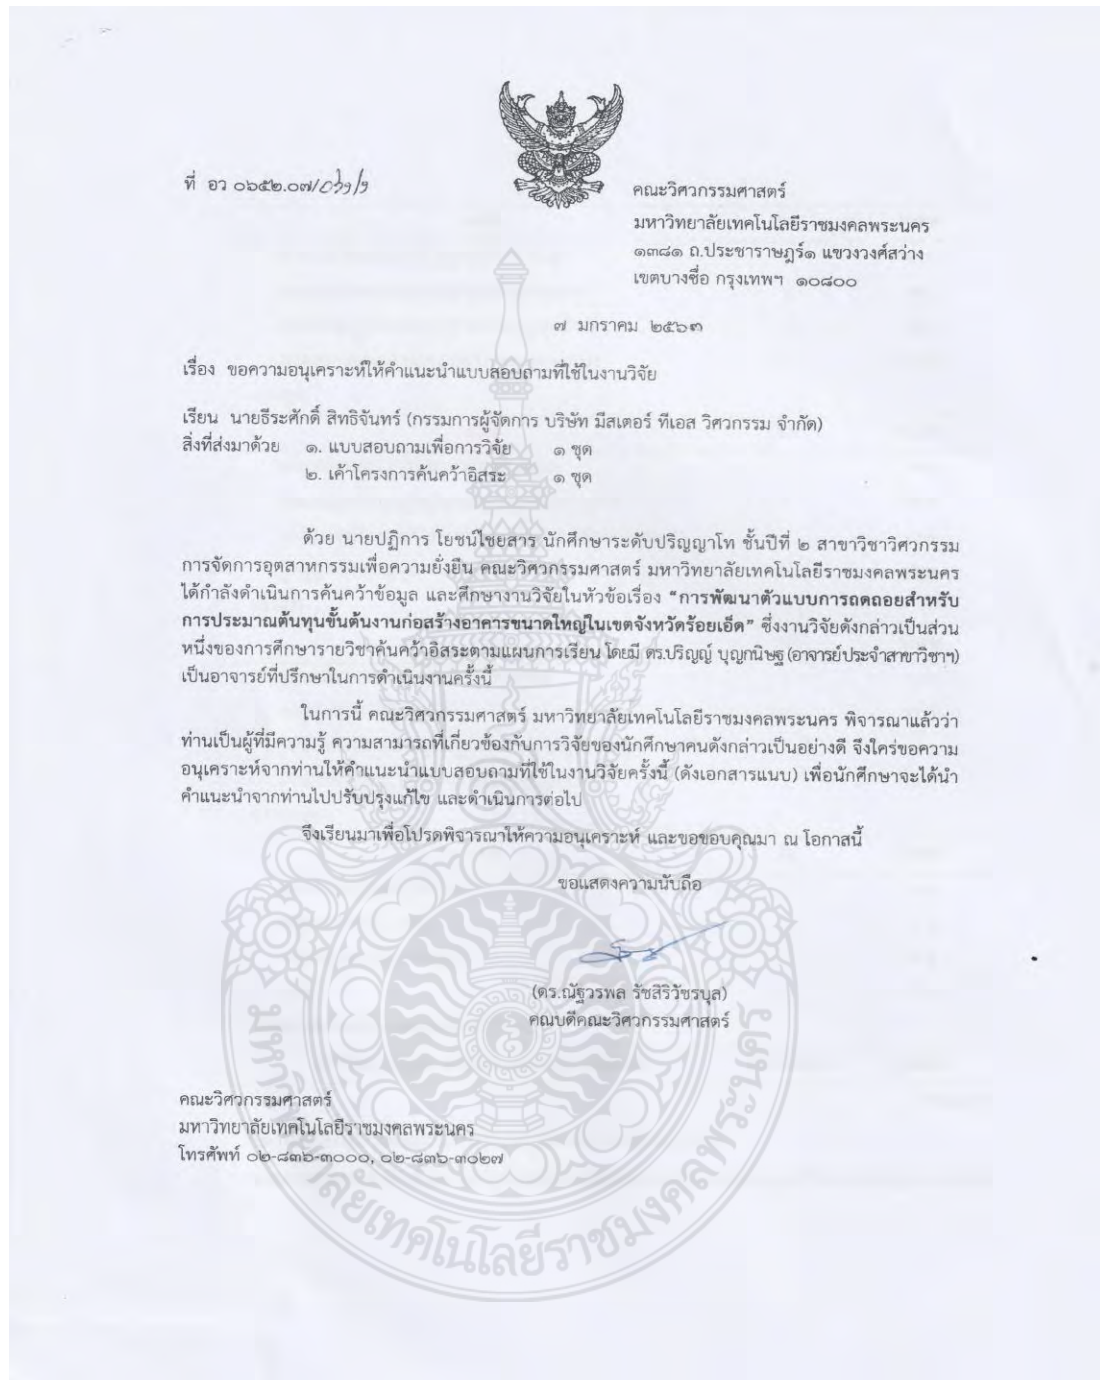 ที่ อว ๐๖๕๒.๐๗/
คณะวิศวกรรมศาสตร์
มหาวิทยาลัยเทคโนโลยีราชมงคลพระนคร
๑๓๘๑ ถ.ประชาราษฎร์๑ แขวงวงศ์สว่าง
เขตบางซื่อ กรุงเทพฯ ๑๐๘๐๐
๗ มกราคม ๒๕๖๓
เรื่อง ขอความอนุเคราะห์ให้คำแนะนำแบบสอบถามที่ใช้ในงานวิจัย
เรียน นายธีระศักดิ์ สิทธิจันทร์ (กรรมการผู้จัดการ บริษัท มีสเตอร์ ทีเอส วิศวกรรม จำกัด)
สิ่งที่ส่งมาด้วย ๑. แบบสอบถามเพื่อการวิจัย ๑ ชุด
๒. เค้าโครงการค้นคว้าอิสระ ๑ ชุด
ด้วย นายปฏิการ โยชน์ไชยสาร นักศึกษาระดับปริญญาโท ชั้นปีที่ ๒ สาขาวิชาวิศวกรรม
การจัดการอุตสาหกรรมเพื่อความยั่งยืน คณะวิศวกรรมศาสตร์ มหาวิทยาลัยเทคโนโลยีราชมงคลพระนคร
ได้กำลังดำเนินการค้นคว้าข้อมูล และศึกษางานวิจัยในหัวข้อเรื่อง “การพัฒนาตัวแบบการถดถอยสำหรับ
การประมาณต้นทุนขั้นต้นงานก่อสร้างอาคารขนาดใหญ่ในเขตจังหวัดร้อยเอ็ด” ซึ่งงานวิจัยดังกล่าวเป็นส่วน
หนึ่งของการศึกษารายวิชาค้นคว้าอิสระตามแผนการเรียน โดยมี ดร.ปริญญ์ บุญกนิษฐ (อาจารย์ประจำสาขาวิชาฯ)
เป็นอาจารย์ที่ปรึกษาในการดำเนินงานครั้งนี้
ในการนี้ คณะวิศวกรรมศาสตร์ มหาวิทยาลัยเทคโนโลยีราชมงคลพระนคร พิจารณาแล้วว่า
ท่านเป็นผู้ที่มีความรู้ ความสามารถที่เกี่ยวข้องกับการวิจัยของนักศึกษาคนดังกล่าวเป็นอย่างดี จึงใคร่ขอความ
อนุเคราะห์จากท่านให้คำแนะนำแบบสอบถามที่ใช้ในงานวิจัยครั้งนี้ (ดังเอกสารแนบ) เพื่อนักศึกษาจะได้นำ
คำแนะนำจากท่านไปปรับปรุงแก้ไข และดำเนินการต่อไป
จึงเรียนมาเพื่อโปรดพิจารณาให้ความอนุเคราะห์ และขอขอบคุณมา ณ โอกาสนี้
ขอแสดงความนับถือ
(ดร.ณัฐวรพล รัชสิริวัชรบุล)
คณบดีคณะวิศวกรรมศาสตร์
คณะวิศวกรรมศาสตร์
มหาวิทยาลัยเทคโนโลยีราชมงคลพระนคร
โทรศัพท์ ๐๒-๘๓๖-๓๐๐๐, ๐๒-๘๓๖-๓๐๒๗
มหาวิทยาลัยเทคโนโลยีราชมงคลพระนคร